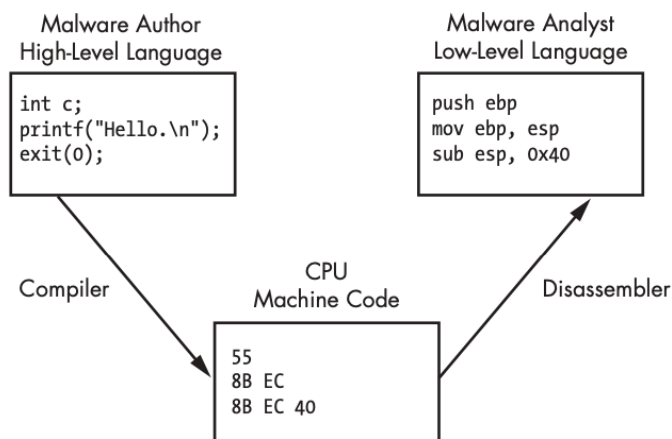 Malware Author
High-Level Language
int c;
printf("Hello.\n");
exit(0);
Malware Analyst
Low-Level Language
push ebp
mov ebp, esp
sub esp, 0x40
Compiler
CPU
Machine Code
Disassembler
55
8B EC
8B EC 40